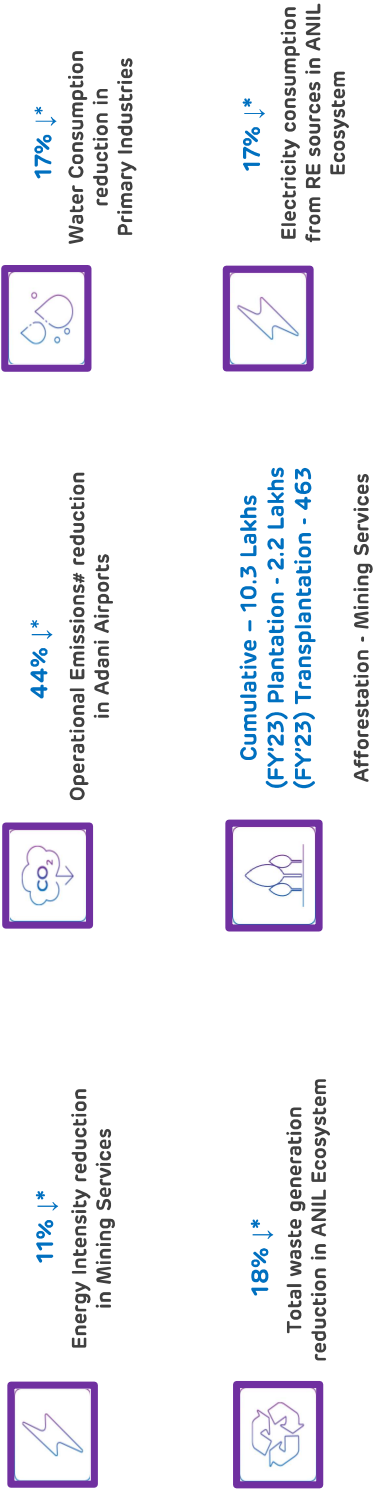 11% ↓*
Energy Intensity reduction
in Mining Services
CO₂
44% ↓*
Operational Emissions# reduction
in Adani Airports
17% ↓*
Water Consumption
reduction in
Primary Industries
18% ↓*
Total waste generation
reduction in ANIL Ecosystem
Cumulative – 10.3 Lakhs
(FY'23) Plantation - 2.2 Lakhs
(FY'23) Transplantation - 463
Afforestation - Mining Services
17% ↓*
Electricity consumption
from RE sources in ANIL
Ecosystem